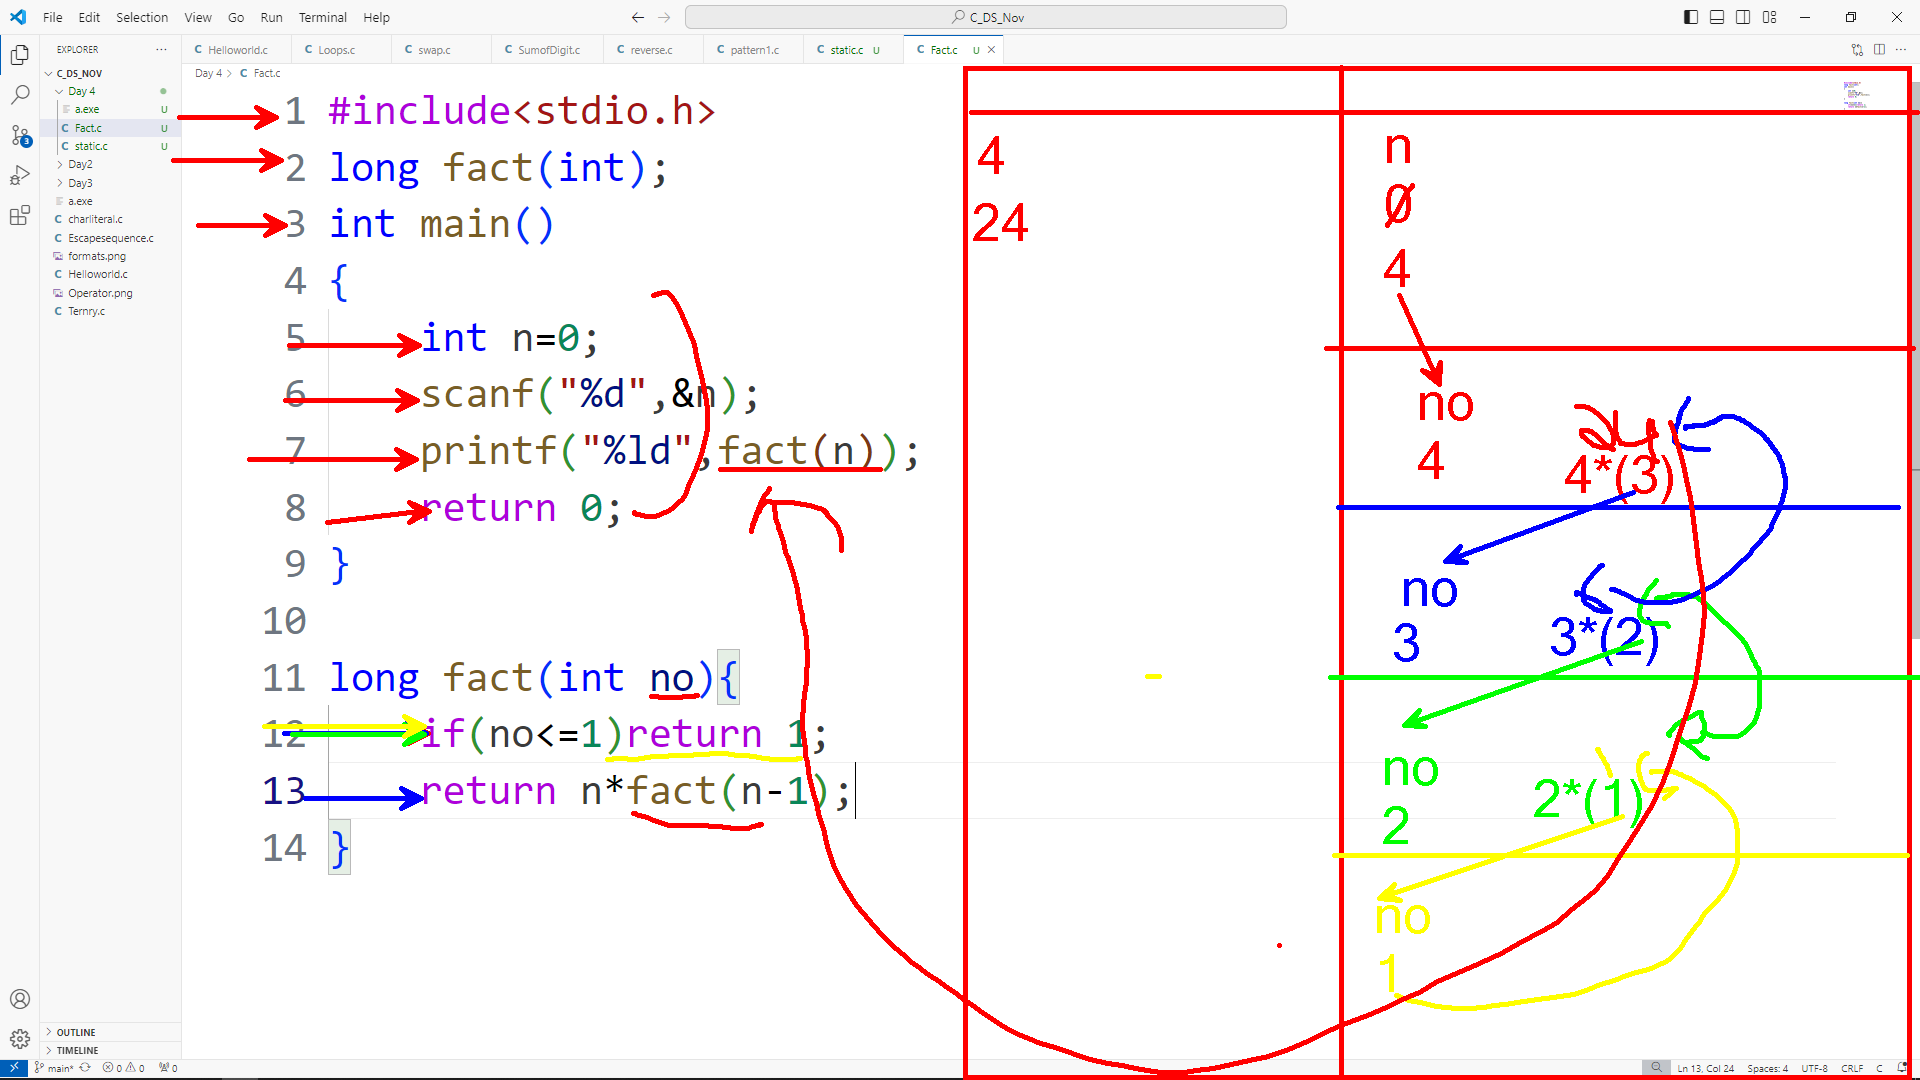 File Edit Selection View Go Run Terminal Help
C_DS_Nov
EXPLORER
Helloworld.c
Loops.c
swap.c
SumofDigit.c
reverse.c
pattern1.c
static.c U
Fact.c U
C_DS_NOV
Day 4
a.exe U
Fact.c U
static.c U
Day2
Day3
a.exe
charliteral.c
Escapesequence.c
formats.png
Helloworld.c
Operator.png
Ternry.c
Day 4 > Fact.c
1 #include<stdio.h>
2 long fact(int);
3 int main()
4 {
5 int n=0;
6 scanf("%d",&n);
7 printf("%ld",fact(n));
8 return 0;
9 }
10
11 long fact(int no){
12 if(no<=1)return 1;
13 return n*fact(n-1);
14 }
4
24
n
0
4
no
4
24
4*(3)
no
3
3*(2)
no
2
2*(1)
no
1
3
OUTLINE
TIMELINE
main* 0 0 0
Ln 13, Col 24 Spaces: 4 UTF-8 CRLF C